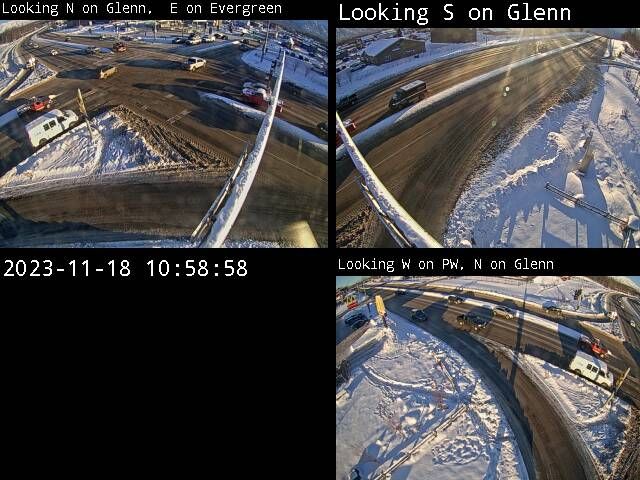 Looking N on Glenn, E on Evergreen
Looking S on Glenn
2023-11-18 10:58:58
Looking W on PW, N on Glenn